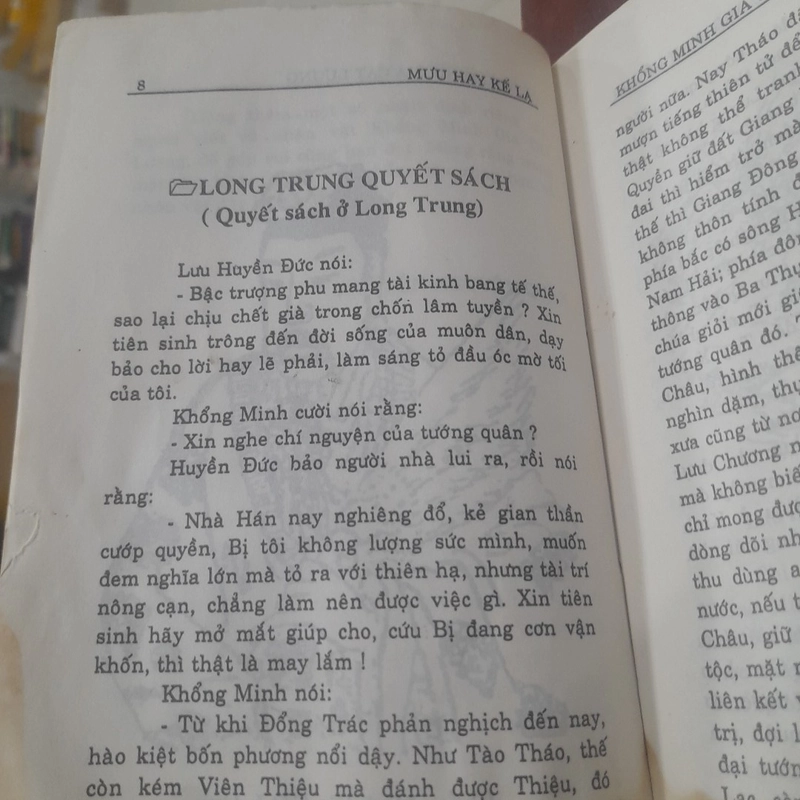 8
MƯU HAY KẾ LẠ
LONG TRUNG QUYẾT SÁCH
( Quyết sách ở Long Trung)
Lưu Huyền Đức nói:
- Bậc trượng phu mang tài kinh bang tế thế,
sao lại chịu chết già trong chốn lâm tuyền ? Xin
tiên sinh trông đến đời sống của muôn dân, dạy
bảo cho lời hay lẽ phải, làm sáng tỏ đầu óc mờ tối
của tôi.
Khổng Minh cười nói rằng:
- Xin nghe chí nguyện của tướng quân ?
Huyền Đức bảo người nhà lui ra, rồi nói
rằng:
- Nhà Hán nay nghiêng đổ, kẻ gian thần
cướp quyền, Bị tôi không lượng sức mình, muốn
đem nghĩa lớn mà tỏ ra với thiên hạ, nhưng tài trí
nông cạn, chẳng làm nên được việc gì. Xin tiên
sinh hãy mở mắt giúp cho, cứu Bị đang cơn vận
khốn, thì thật là may lắm !
Khổng Minh nói:
- Từ khi Đổng Trác phản nghịch đến nay,
hào kiệt bốn phương nổi dậy. Như Tào Tháo, thế
còn kém Viên Thiệu mà đánh được Thiệu, đó
KHỔNG MINH GIA
người nữa. Nay Tháo đã
mượn tiếng thiên tử để
thật không thể tranh
Quyền giữ đất Giang
đai thì hiểm trở mà
thế thì Giang Đông
không thôn tính
phía bắc có sông
Nam Hải; phía đông
thông vào Ba Thục
chúa giỏi mới
tướng quân đó.
Châu, hình thế
nghìn dặm,
xưa cũng từ
Lưu Chương
mà không biết
chỉ mong được
dòng dõi
thu dùng
nước, nếu
Châu, giữ
tộc, mặt
liên kết
trị, đợi
đại tướng